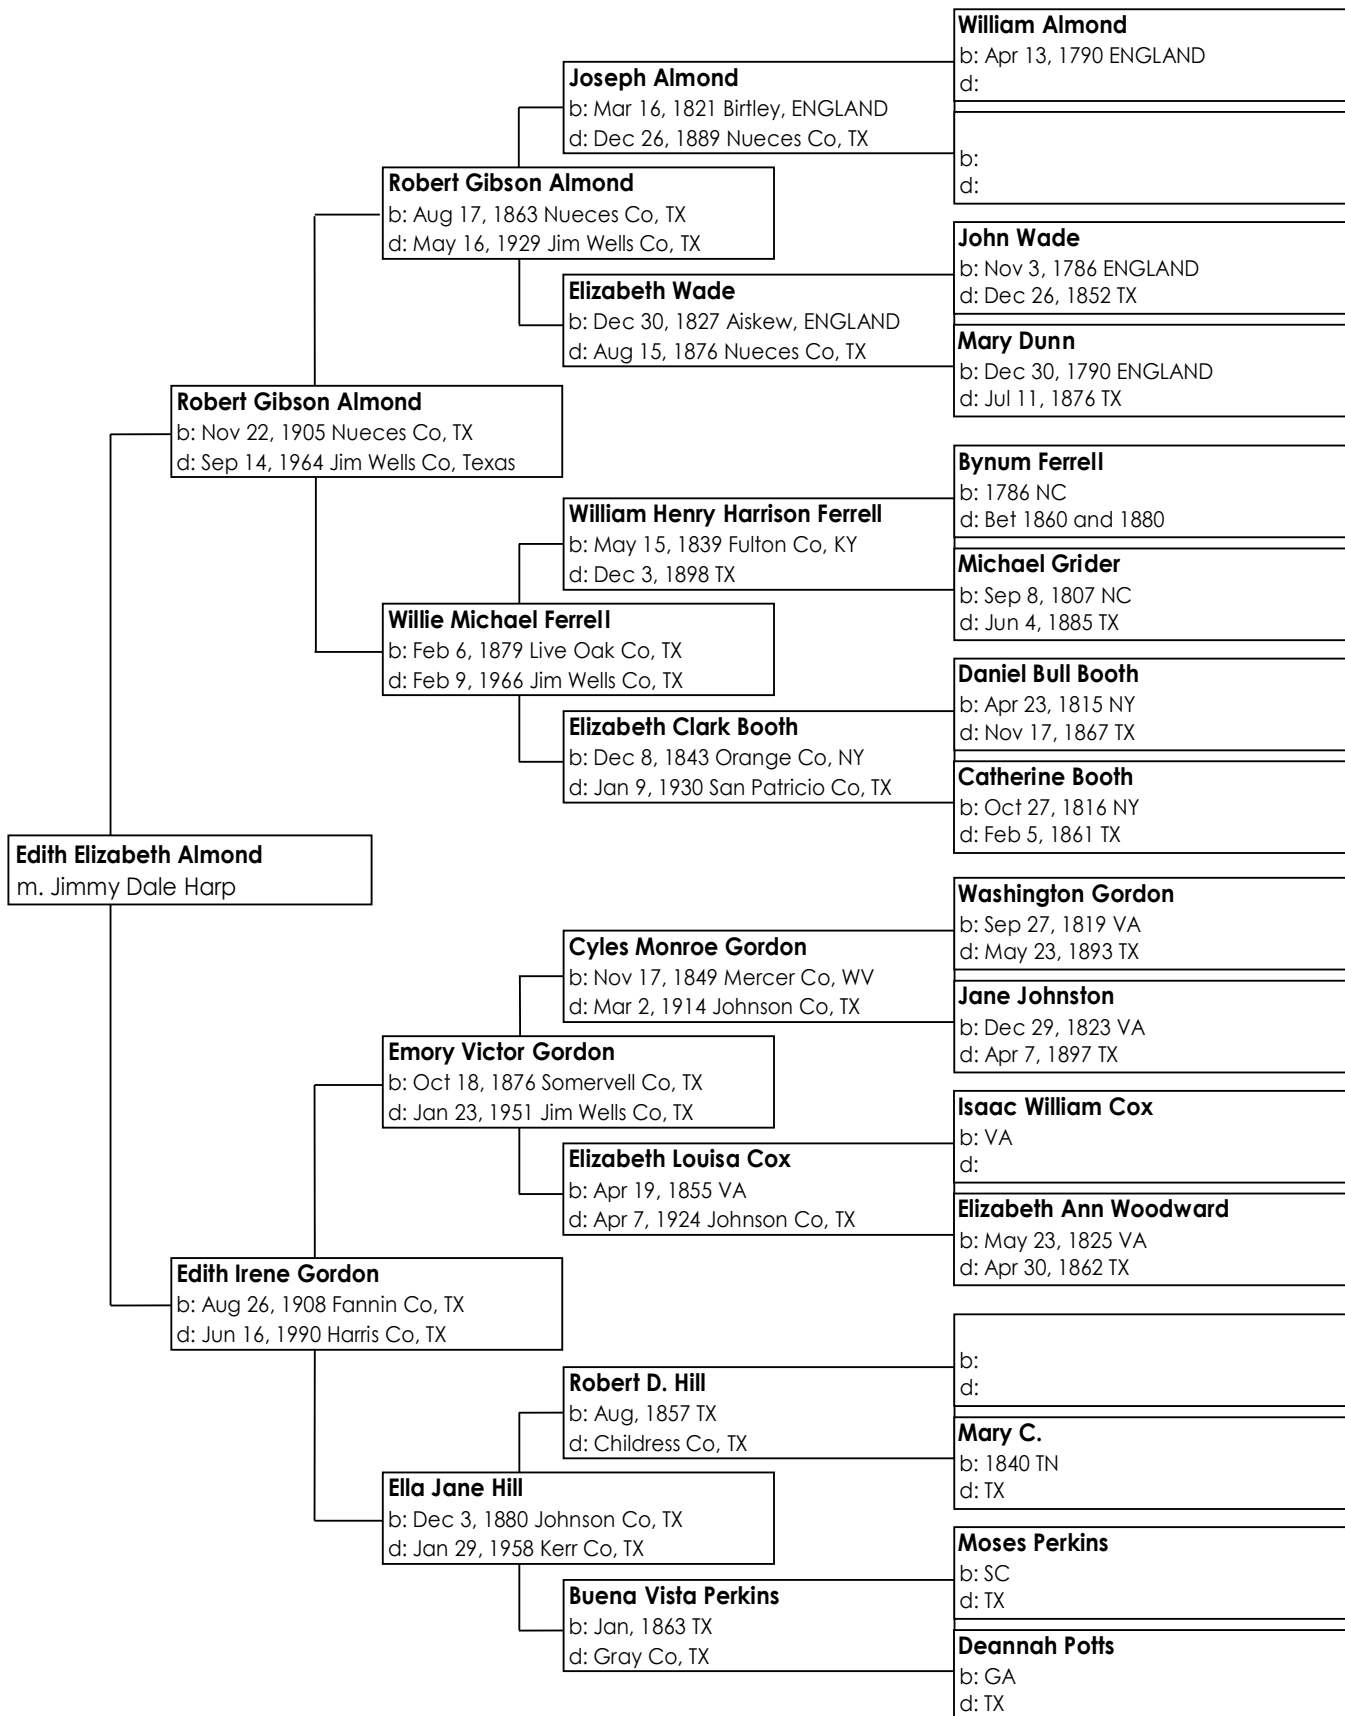 William Almond
b: Apr 13, 1790 ENGLAND
d:
Joseph Almond
b: Mar 16, 1821 Birtley, ENGLAND
d: Dec 26, 1889 Nueces Co, TX
b:
d:
Robert Gibson Almond
b: Aug 17, 1863 Nueces Co, TX
d: May 16, 1929 Jim Wells Co, TX
John Wade
b: Nov 3, 1786 ENGLAND
d: Dec 26, 1852 TX
Elizabeth Wade
b: Dec 30, 1827 Aiskew, ENGLAND
d: Aug 15, 1876 Nueces Co, TX
Mary Dunn
b: Dec 30, 1790 ENGLAND
d: Jul 11, 1876 TX
Robert Gibson Almond
b: Nov 22, 1905 Nueces Co, TX
d: Sep 14, 1964 Jim Wells Co, Texas
Bynum Ferrell
b: 1786 NC
d: Bet 1860 and 1880
William Henry Harrison Ferrell
b: May 15, 1839 Fulton Co, KY
d: Dec 3, 1898 TX
Michael Grider
b: Sep 8, 1807 NC
d: Jun 4, 1885 TX
Willie Michael Ferrell
b: Feb 6, 1879 Live Oak Co, TX
d: Feb 9, 1966 Jim Wells Co, TX
Daniel Bull Booth
b: Apr 23, 1815 NY
d: Nov 17, 1867 TX
Elizabeth Clark Booth
b: Dec 8, 1843 Orange Co, NY
d: Jan 9, 1930 San Patricio Co, TX
Catherine Booth
b: Oct 27, 1816 NY
d: Feb 5, 1861 TX
Edith Elizabeth Almond
m. Jimmy Dale Harp
Washington Gordon
b: Sep 27, 1819 VA
d: May 23, 1893 TX
Cyles Monroe Gordon
b: Nov 17, 1849 Mercer Co, WV
d: Mar 2, 1914 Johnson Co, TX
Jane Johnston
b: Dec 29, 1823 VA
d: Apr 7, 1897 TX
Emory Victor Gordon
b: Oct 18, 1876 Somervell Co, TX
d: Jan 23, 1951 Jim Wells Co, TX
Isaac William Cox
b: VA
d:
Elizabeth Louisa Cox
b: Apr 19, 1855 VA
d: Apr 7, 1924 Johnson Co, TX
Elizabeth Ann Woodward
b: May 23, 1825 VA
d: Apr 30, 1862 TX
Edith Irene Gordon
b: Aug 26, 1908 Fannin Co, TX
d: Jun 16, 1990 Harris Co, TX
b:
d:
Robert D. Hill
b: Aug, 1857 TX
d: Childress Co, TX
Mary C.
b: 1840 TN
d: TX
Ella Jane Hill
b: Dec 3, 1880 Johnson Co, TX
d: Jan 29, 1958 Kerr Co, TX
Moses Perkins
b: SC
d: TX
Buena Vista Perkins
b: Jan, 1863 TX
d: Gray Co, TX
Deannah Potts
b: GA
d: TX